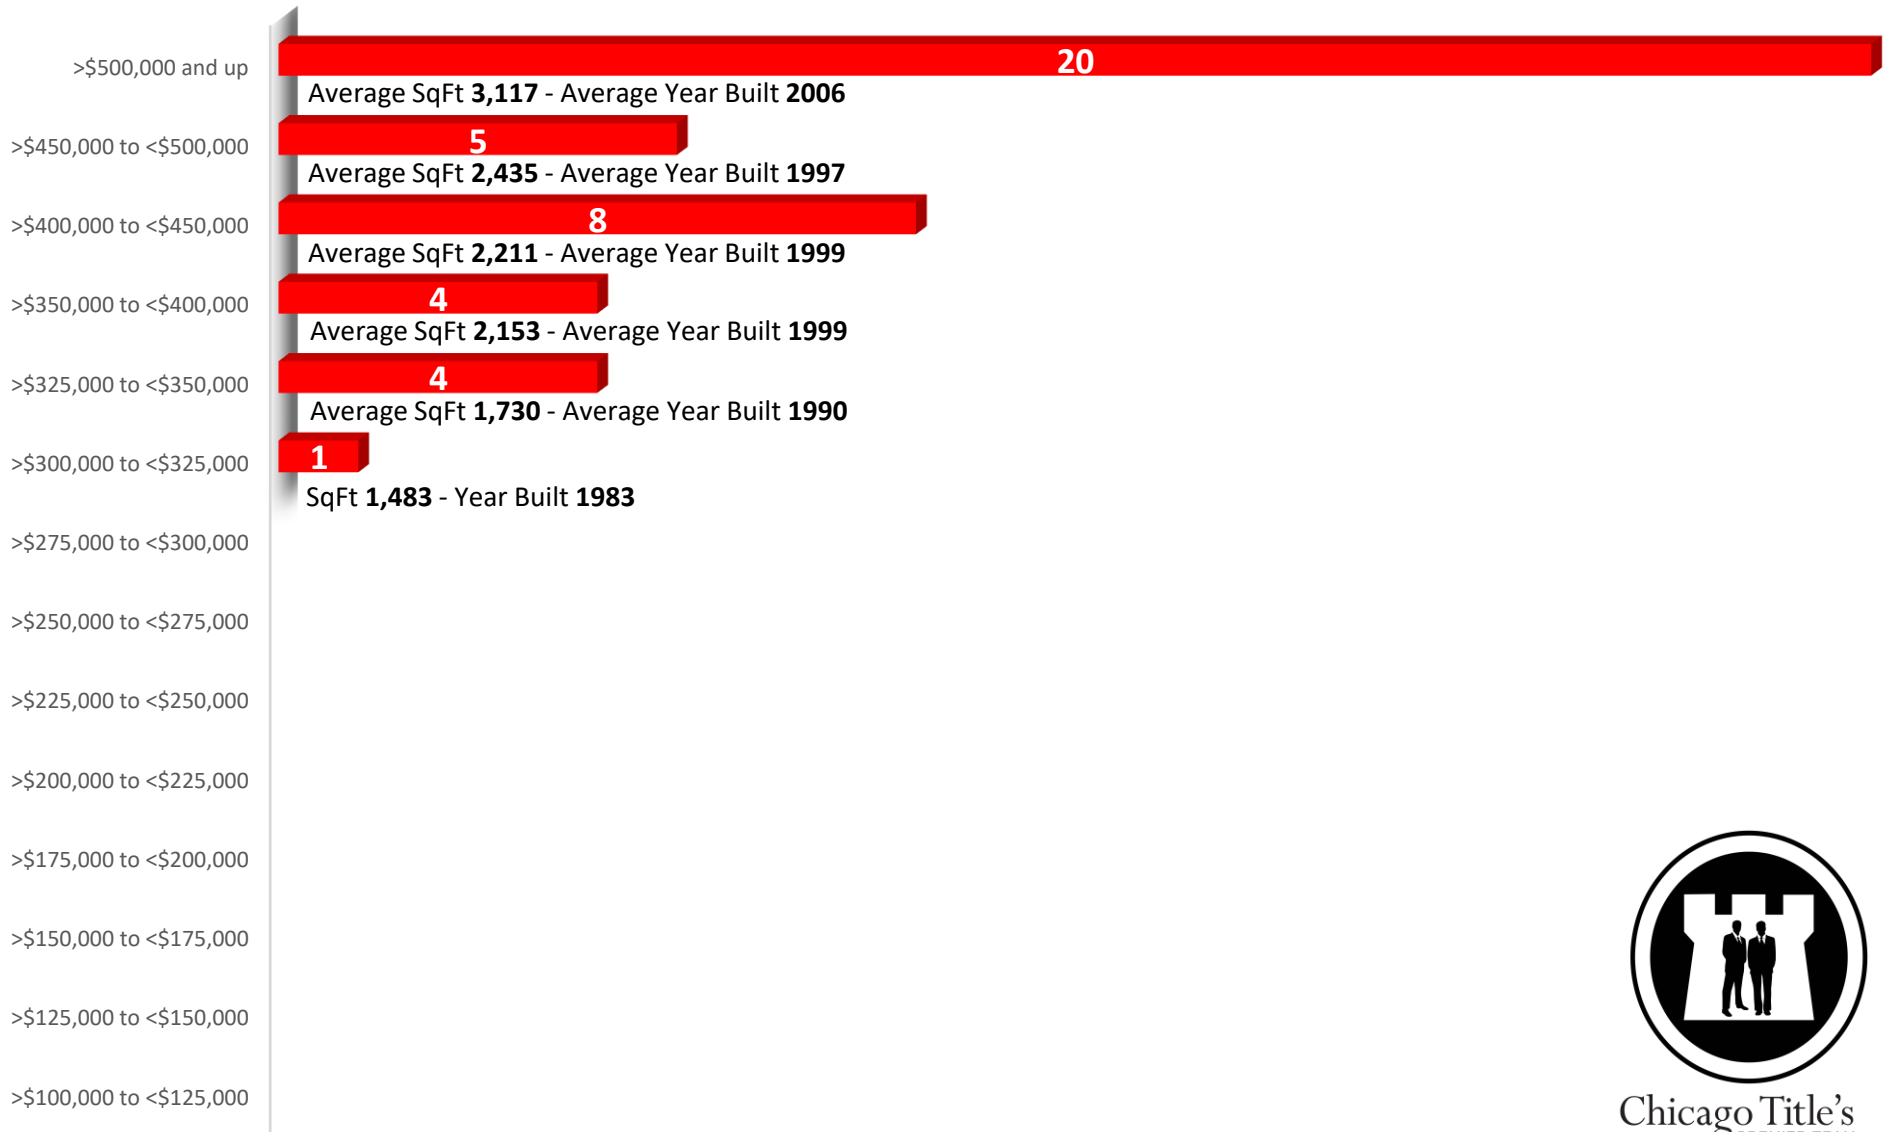 >$500,000 and up
20
Average SqFt 3,117 - Average Year Built 2006
>$450,000 to <$500,000
5
Average SqFt 2,435 - Average Year Built 1997
>$400,000 to <$450,000
8
Average SqFt 2,211 - Average Year Built 1999
>$350,000 to <$400,000
4
Average SqFt 2,153 - Average Year Built 1999
>$325,000 to <$350,000
4
Average SqFt 1,730 - Average Year Built 1990
>$300,000 to <$325,000
1
SqFt 1,483 - Year Built 1983
>$275,000 to <$300,000
>$250,000 to <$275,000
>$225,000 to <$250,000
>$200,000 to <$225,000
>$175,000 to <$200,000
>$150,000 to <$175,000
>$125,000 to <$150,000
>$100,000 to <$125,000
Chicago Title's